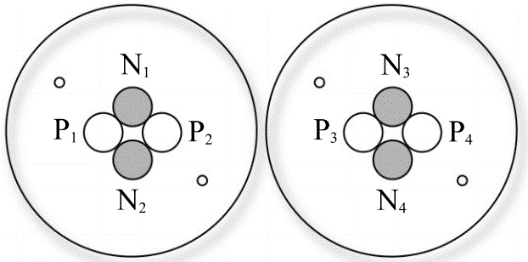 N₁ N₃
P₁ P₂ P₃ P₄
N₂ N₄